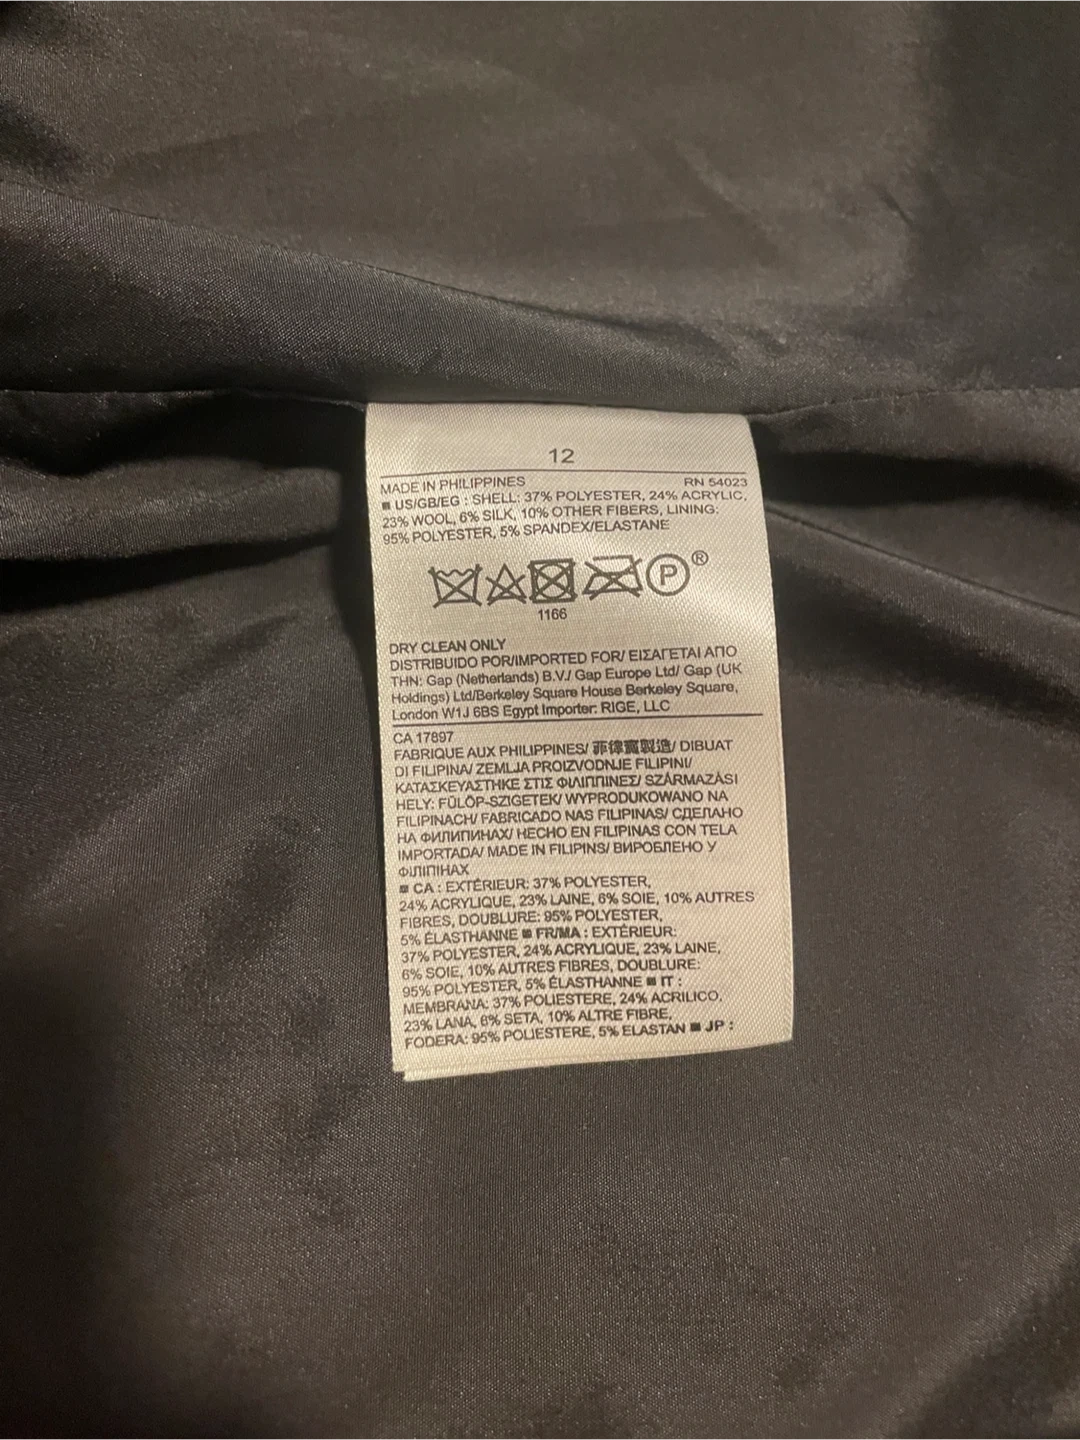 12
MADE IN PHILIPPINES RN 54023
■ US/GB/EG : SHELL: 37% POLYESTER, 24% ACRYLIC,
23% WOOL, 6% SILK, 10% OTHER FIBERS, LINING:
95% POLYESTER, 5% SPANDEX/ELASTANE
P ®
1166
DRY CLEAN ONLY
DISTRIBUIDO POR/IMPORTED FOR/ ΕΙΣΑΓΕΤΑΙ ΑΠΟ
ΤΗΝ: Gap (Netherlands) B.V./ Gap Europe Ltd/ Gap (UK
Holdings) Ltd/Berkeley Square House Berkeley Square,
London W1J 6BS Egypt Importer: RIGE, LLC
CA 17897
FABRIQUE AUX PHILIPPINES/ 菲律賓製造/ DIBUAT
DI FILIPINA/ ZEMLJA PROIZVODNJE FILIPINI/
ΚΑΤΑΣΚΕΥΑΣΤΗΚΕ ΣΤΙΣ ΦΙΛΙΠΠΙΝΕΣ/ SZÁRMAZÁSI
HELY: FÜLÖP-SZIGETEK/ WYPRODUKOWANO NA
FILIPINACH/ FABRICADO NAS FILIPINAS/ СДЕЛАНО
НА ФИЛИПИНАХ/ HECHO EN FILIPINAS CON TELA
IMPORTADA/ MADE IN FILIPINS/ ВИРОБЛЕНО У
ФІЛІПІНАХ
■ CA : EXTÉRIEUR: 37% POLYESTER,
24% ACRYLIQUE, 23% LAINE, 6% SOIE, 10% AUTRES
FIBRES, DOUBLURE: 95% POLYESTER,
5% ÉLASTHANNE ■ FR/MA : EXTÉRIEUR:
37% POLYESTER, 24% ACRYLIQUE, 23% LAINE,
6% SOIE, 10% AUTRES FIBRES, DOUBLURE:
95% POLYESTER, 5% ÉLASTHANNE ■ IT :
MEMBRANA: 37% POLIESTERE, 24% ACRILICO,
23% LANA, 6% SETA, 10% ALTRE FIBRE,
FODERA: 95% POLIESTERE, 5% ELASTAN ■ JP :